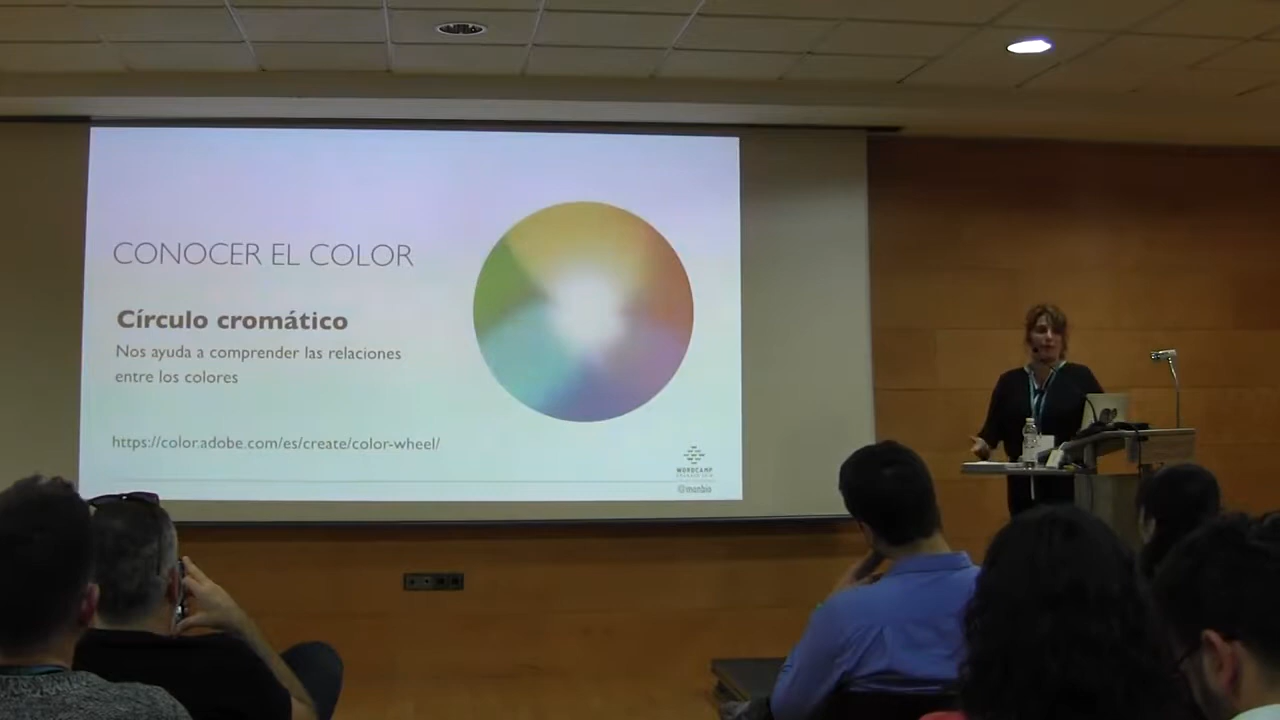 CONOCER EL COLOR
Círculo cromático
Nos ayuda a comprender las relaciones
entre los colores
https://color.adobe.com/es/create/color-wheel/
WORDCAMP
@monbio